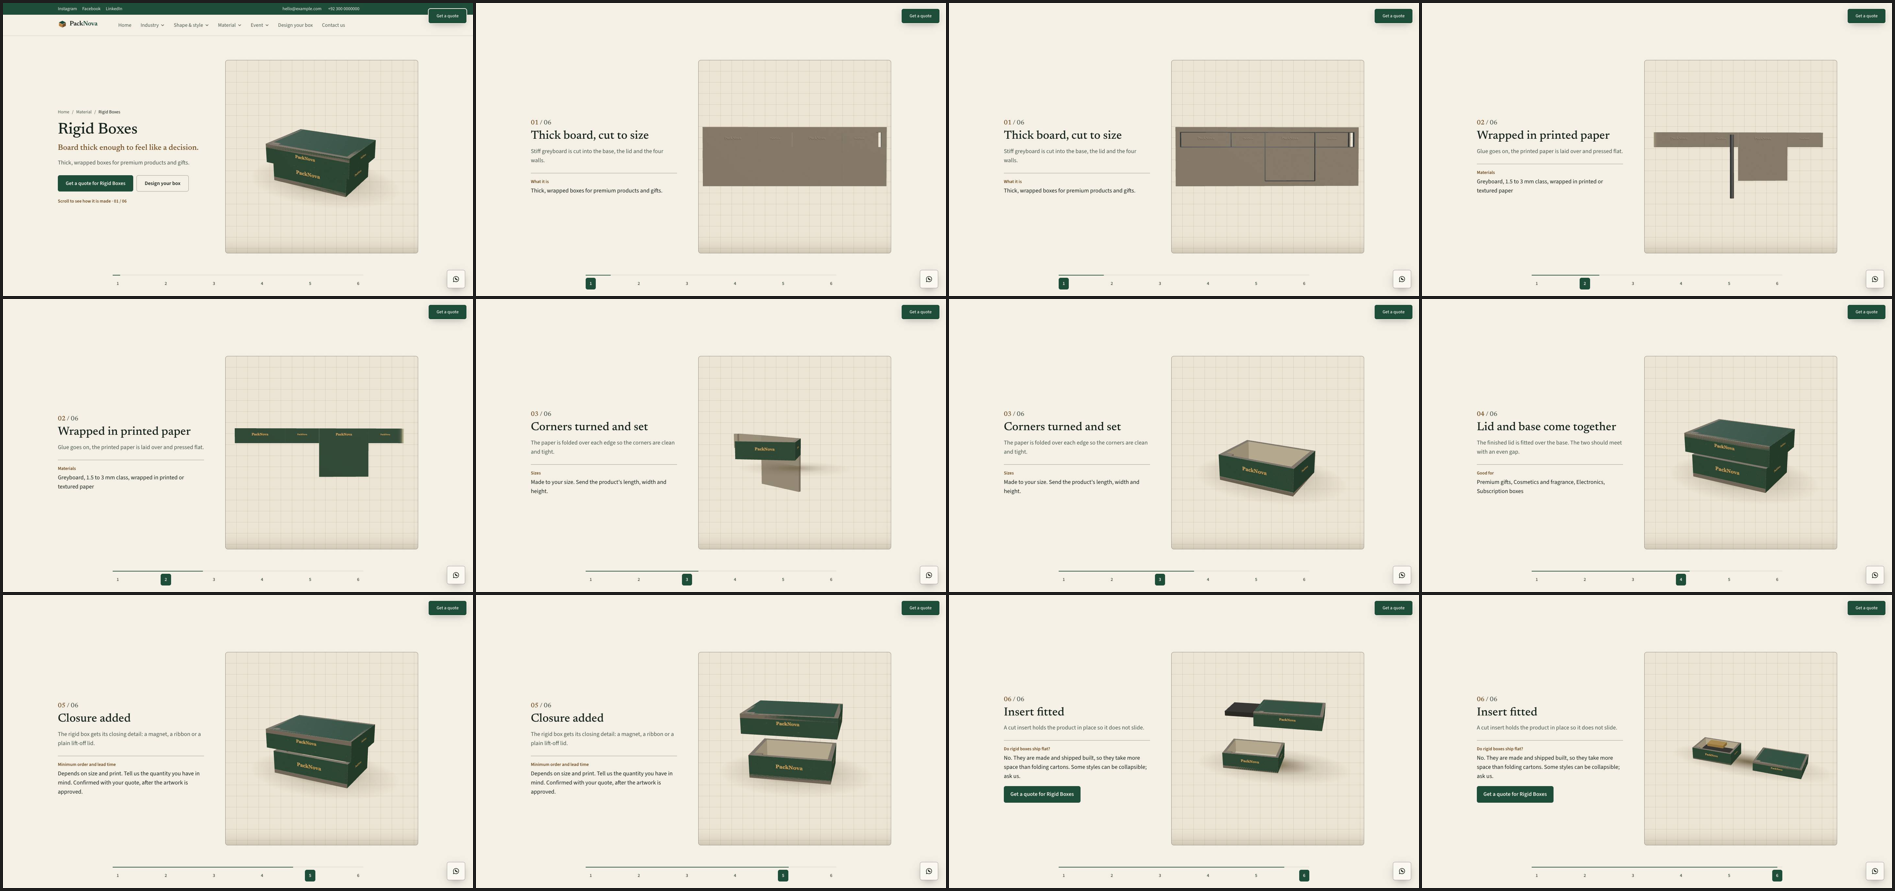 Instagram Facebook LinkedIn
hello@example.com +92 300 0000000
PackNova
Home Industry Shape & style Material Event Design your box Contact us
Get a quote
Home / Material / Rigid Boxes
Rigid Boxes
Board thick enough to feel like a decision.
Thick, wrapped boxes for premium products and gifts.
Get a quote for Rigid Boxes Design your box
Scroll to see how it is made · 01 / 06
PackNova
PackNova
1 2 3 4 5 6
Get a quote
01 / 06
Thick board, cut to size
Stiff greyboard is cut into the base, the lid and the four
walls.
What it is
Thick, wrapped boxes for premium products and gifts.
1 2 3 4 5 6
Get a quote
01 / 06
Thick board, cut to size
Stiff greyboard is cut into the base, the lid and the four
walls.
What it is
Thick, wrapped boxes for premium products and gifts.
1 2 3 4 5 6
Get a quote
02 / 06
Wrapped in printed paper
Glue goes on, the printed paper is laid over and pressed flat.
Materials
Greyboard, 1.5 to 3 mm class, wrapped in printed or
textured paper
1 2 3 4 5 6
Get a quote
02 / 06
Wrapped in printed paper
Glue goes on, the printed paper is laid over and pressed flat.
Materials
Greyboard, 1.5 to 3 mm class, wrapped in printed or
textured paper
PackNova PackNova PackNova PackNova
1 2 3 4 5 6
Get a quote
03 / 06
Corners turned and set
The paper is folded over each edge so the corners are clean
and tight.
Sizes
Made to your size. Send the product's length, width and
height.
PackNova
1 2 3 4 5 6
Get a quote
03 / 06
Corners turned and set
The paper is folded over each edge so the corners are clean
and tight.
Sizes
Made to your size. Send the product's length, width and
height.
PackNova
1 2 3 4 5 6
Get a quote
04 / 06
Lid and base come together
The finished lid is fitted over the base. The two should meet
with an even gap.
Good for
Premium gifts, Cosmetics and fragrance, Electronics,
Subscription boxes
PackNova
PackNova
1 2 3 4 5 6
Get a quote
05 / 06
Closure added
The rigid box gets its closing detail: a magnet, a ribbon or a
plain lift-off lid.
Minimum order and lead time
Depends on size and print. Tell us the quantity you have in
mind. Confirmed with your quote, after the artwork is
approved.
PackNova
PackNova
1 2 3 4 5 6
Get a quote
05 / 06
Closure added
The rigid box gets its closing detail: a magnet, a ribbon or a
plain lift-off lid.
Minimum order and lead time
Depends on size and print. Tell us the quantity you have in
mind. Confirmed with your quote, after the artwork is
approved.
PackNova
PackNova
1 2 3 4 5 6
Get a quote
06 / 06
Insert fitted
A cut insert holds the product in place so it does not slide.
Do rigid boxes ship flat?
No. They are made and shipped built, so they take more
space than folding cartons. Some styles can be collapsible;
ask us.
Get a quote for Rigid Boxes
PackNova
PackNova
1 2 3 4 5 6
Get a quote
06 / 06
Insert fitted
A cut insert holds the product in place so it does not slide.
Do rigid boxes ship flat?
No. They are made and shipped built, so they take more
space than folding cartons. Some styles can be collapsible;
ask us.
Get a quote for Rigid Boxes
1 2 3 4 5 6